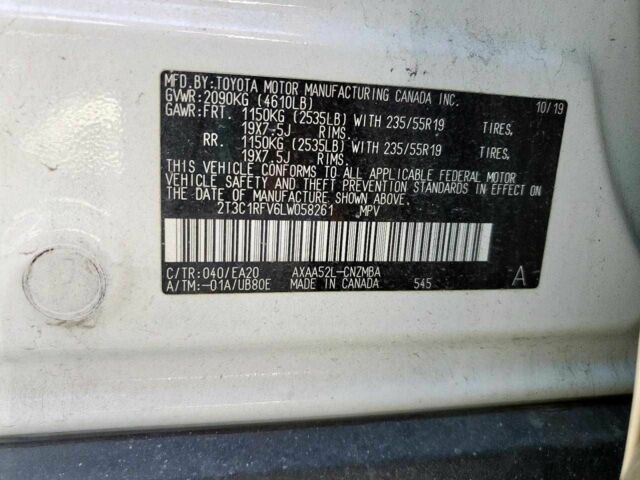 MFD.BY:TOYOTA MOTOR MANUFACTURING CANADA INC.
GVWR:2090KG (4610LB) 10/19
GAWR:FRT. 1150KG (2535LB) WITH 235/55R19 TIRES,
19X7.5J RIMS.
RR. 1150KG (2535LB) WITH 235/55R19 TIRES,
19X7.5J RIMS.
THIS VEHICLE CONFORMS TO ALL APPLICABLE FEDERAL MOTOR
VEHICLE SAFETY AND THEFT PREVENTION STANDARDS IN EFFECT ON
THE DATE OF MANUFACTURE SHOWN ABOVE.
2T3C1RFV6LW058261 MPV
C/TR:040/EA20 AXAA52L-CNZMBA A
A/TM:-01A/UB80E MADE IN CANADA 545